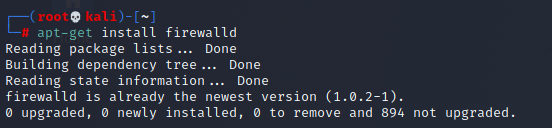 ┌──(root💀kali)-[~]
└─# apt-get install firewalld
Reading package lists... Done
Building dependency tree... Done
Reading state information... Done
firewalld is already the newest version (1.0.2-1).
0 upgraded, 0 newly installed, 0 to remove and 894 not upgraded.